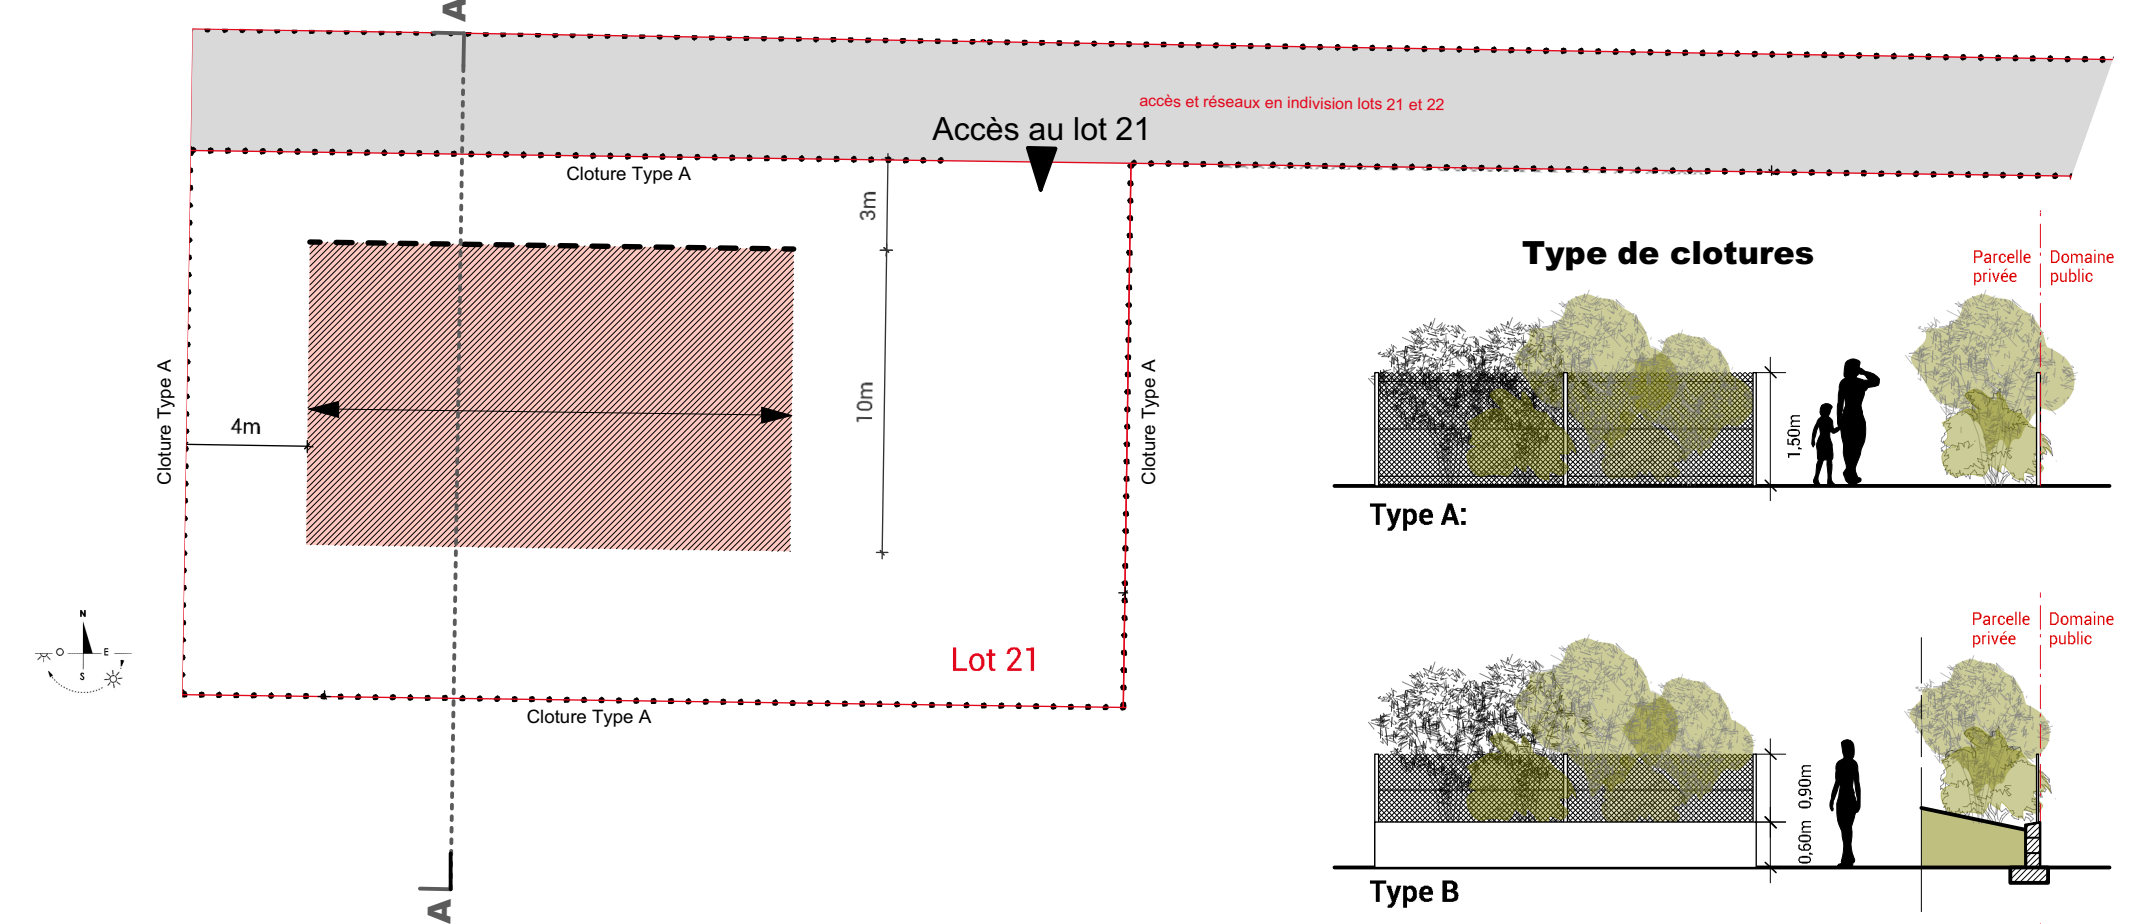 A
accès et réseaux en indivision lots 21 et 22
Accès au lot 21
Cloture Type A
3m
Type de clotures
Parcelle
privée
Domaine
public
Cloture Type A
4m
10m
Cloture Type A
1,50m
Type A:
N
O
E
S
Lot 21
Cloture Type A
Parcelle
privée
Domaine
public
0,90m
0,60m
Type B
A